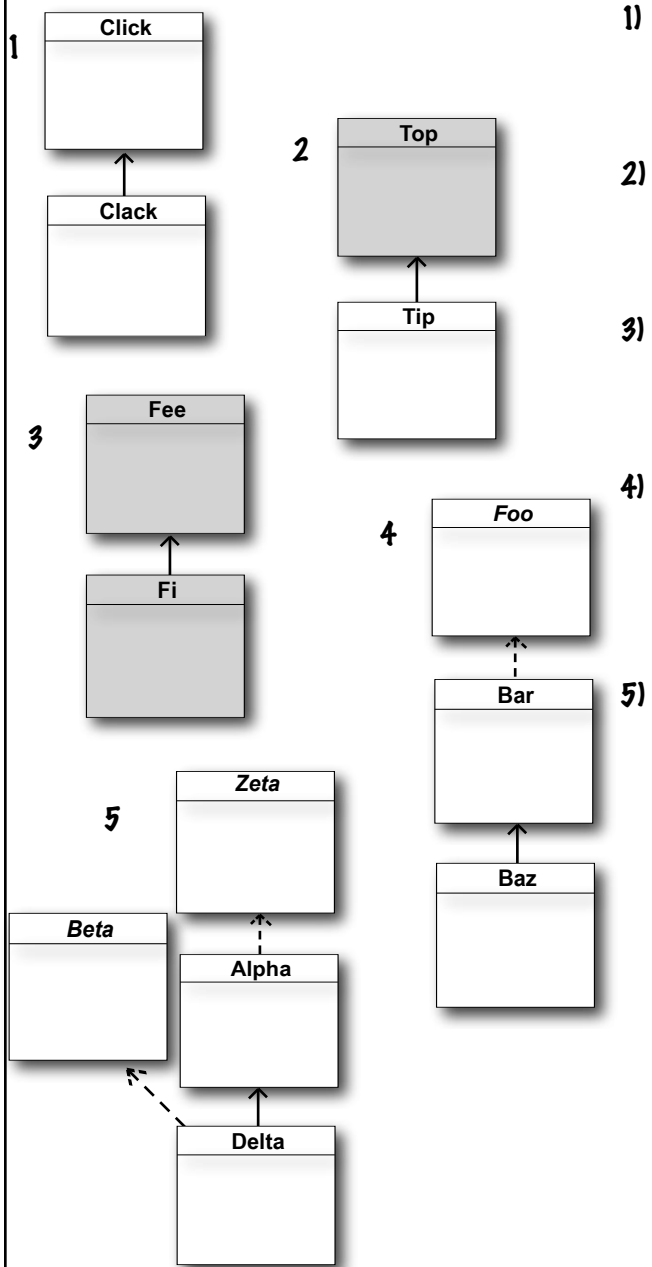 1
Click
Clack
2
Top
Tip
3
Fee
Fi
4
Foo
Bar
Baz
5
Zeta
Beta
Alpha
Delta
1)
2)
3)
4)
5)